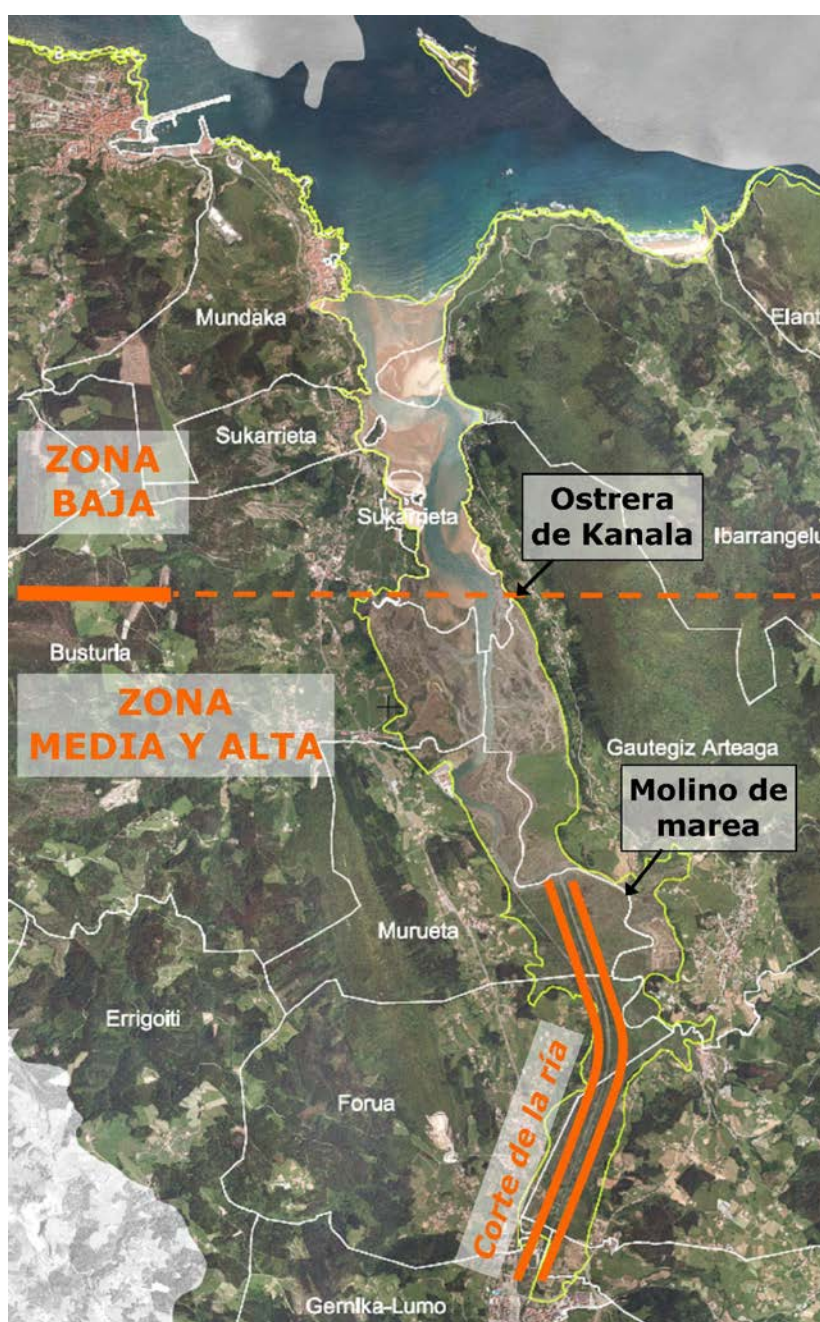 Mundaka
Elant
Sukarrieta
ZONA
BAJA
Ostrera
de Kanala
Sukarrieta
Ibarrangelu
Busturia
ZONA
MEDIA Y ALTA
Gautegiz Arteaga
Molino de
marea
Murueta
Errigoiti
Corte de la ría
Forua
Gernika-Lumo